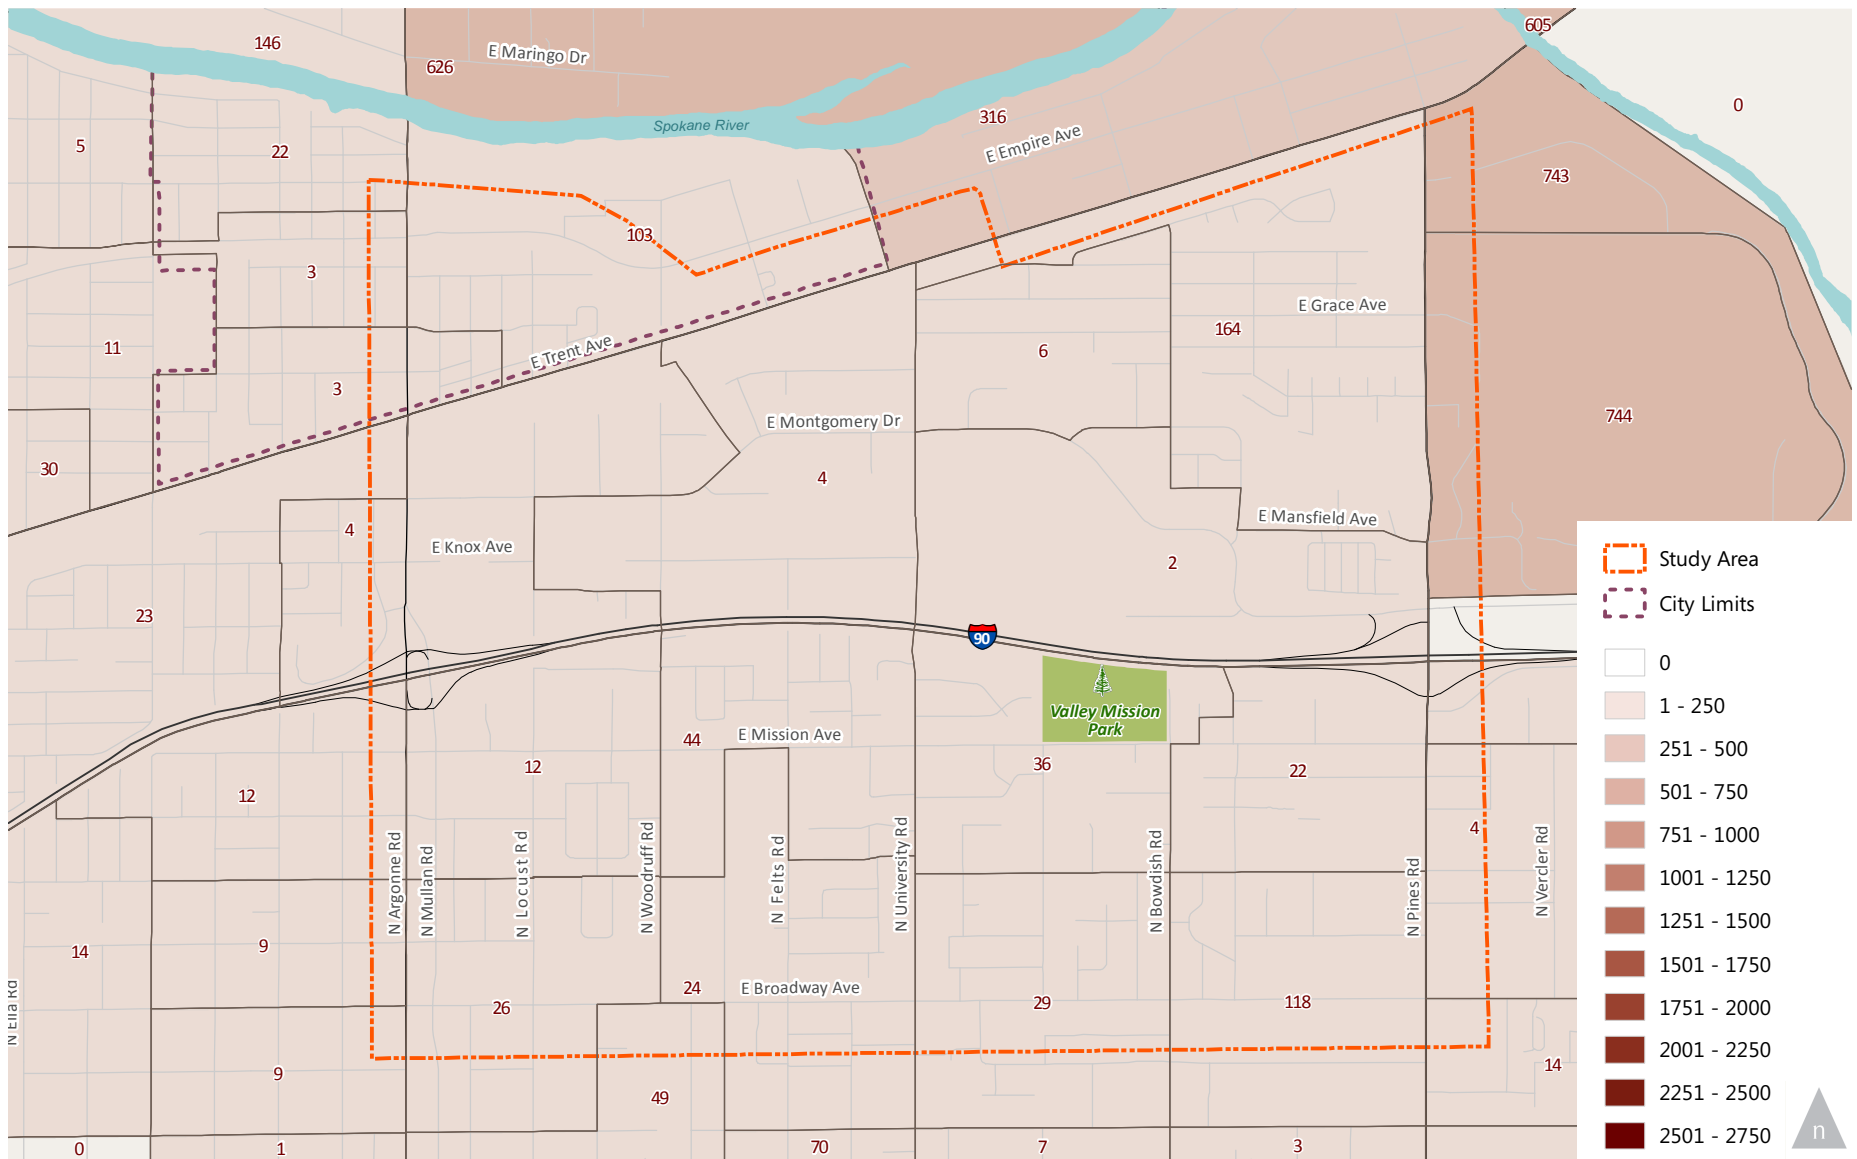 146
E Maringo Dr
626
605
0
316
Spokane River
E Empire Ave
5
22
743
103
3
E Grace Ave
164
11
E Trent Ave
6
3
744
E Montgomery Dr
30
4
4
E Mansfield Ave
E Knox Ave
2
23
90
Valley Mission
Park
44
E Mission Ave
12
36
22
12
4
N Argonne Rd
N Mullan Rd
N Locust Rd
N Woodruff Rd
N Felts Rd
N University Rd
N Bowdish Rd
N Pines Rd
N Vercler Rd
14
9
N Ella Rd
24
E Broadway Ave
26
29
118
9
14
49
0
1
70
7
3
Study Area
City Limits
0
1 - 250
251 - 500
501 - 750
751 - 1000
1001 - 1250
1251 - 1500
1501 - 1750
1751 - 2000
2001 - 2250
2251 - 2500
2501 - 2750
n